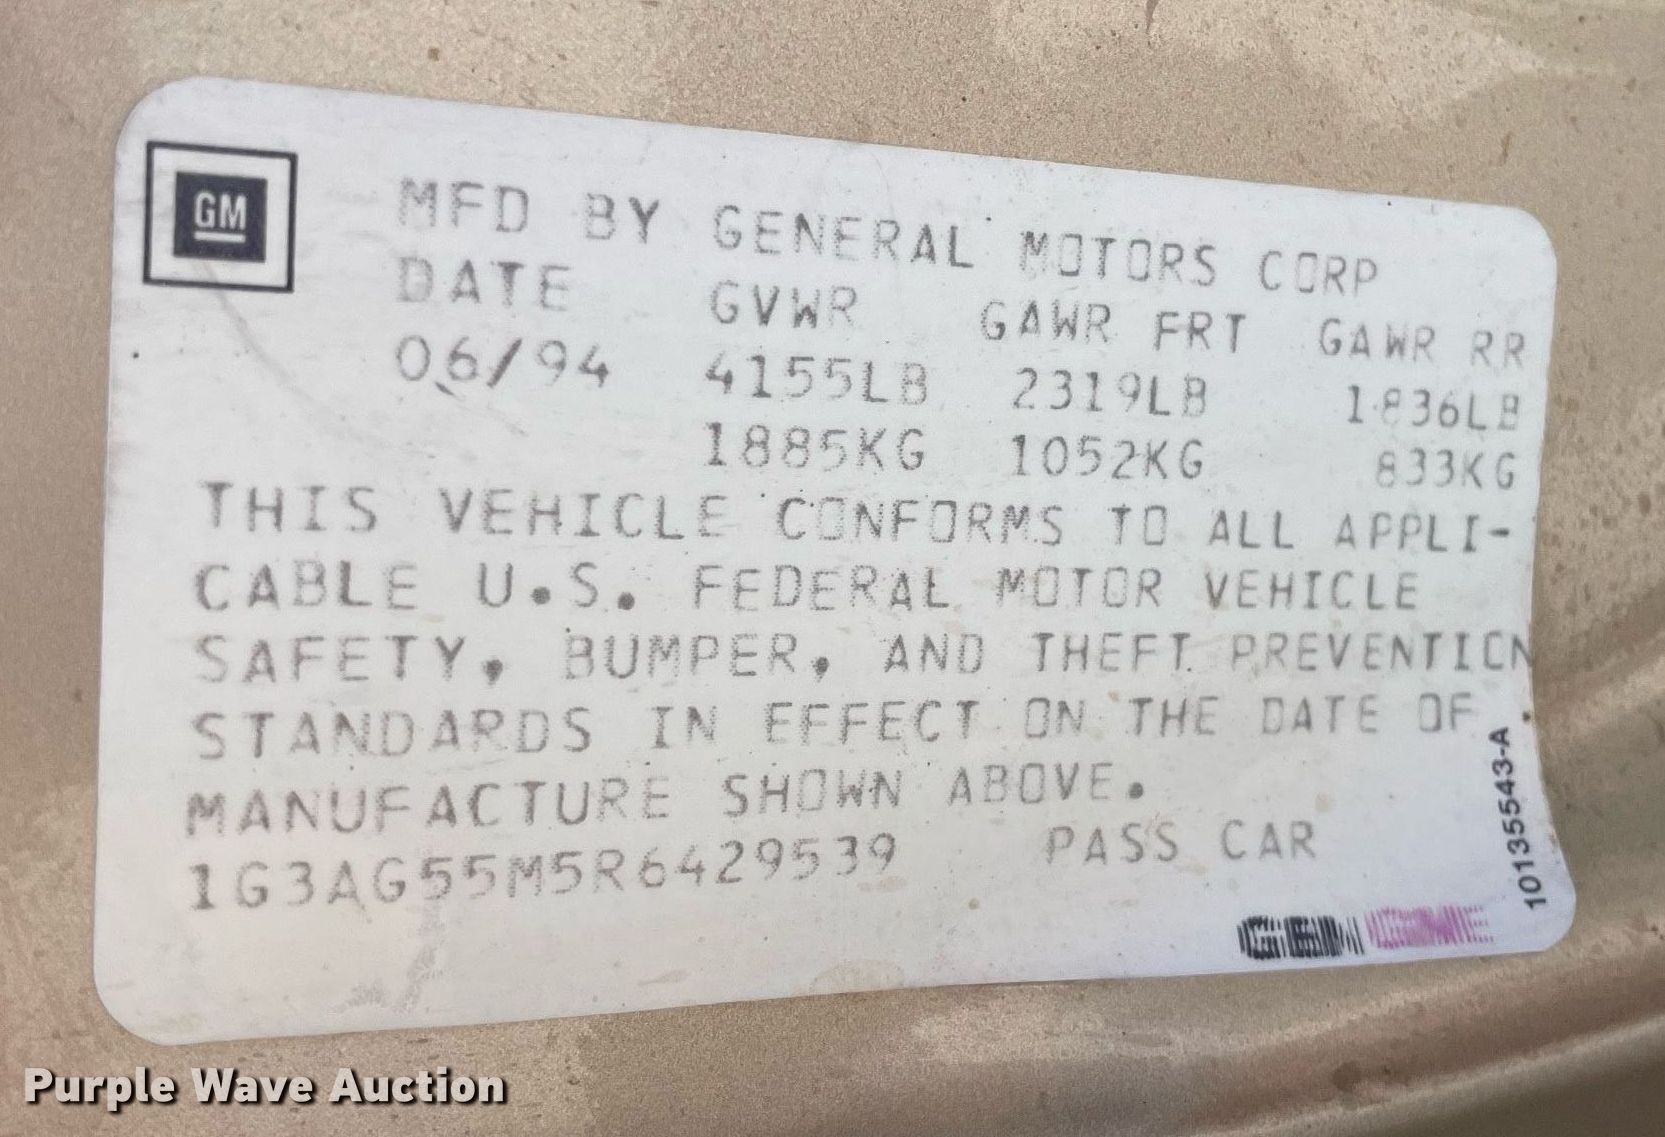 GM
MFD BY GENERAL MOTORS CORP
DATE GVWR GAWR FRT GAWR RR
06/94 4155LB 2319LB 1836LB
1885KG 1052KG 833KG
THIS VEHICLE CONFORMS TO ALL APPLI-
CABLE U.S. FEDERAL MOTOR VEHICLE
SAFETY, BUMPER, AND THEFT PREVENTION
STANDARDS IN EFFECT ON THE DATE OF
MANUFACTURE SHOWN ABOVE.
1G3AG55M5R6429539 PASS CAR
10135543-A
Purple Wave Auction